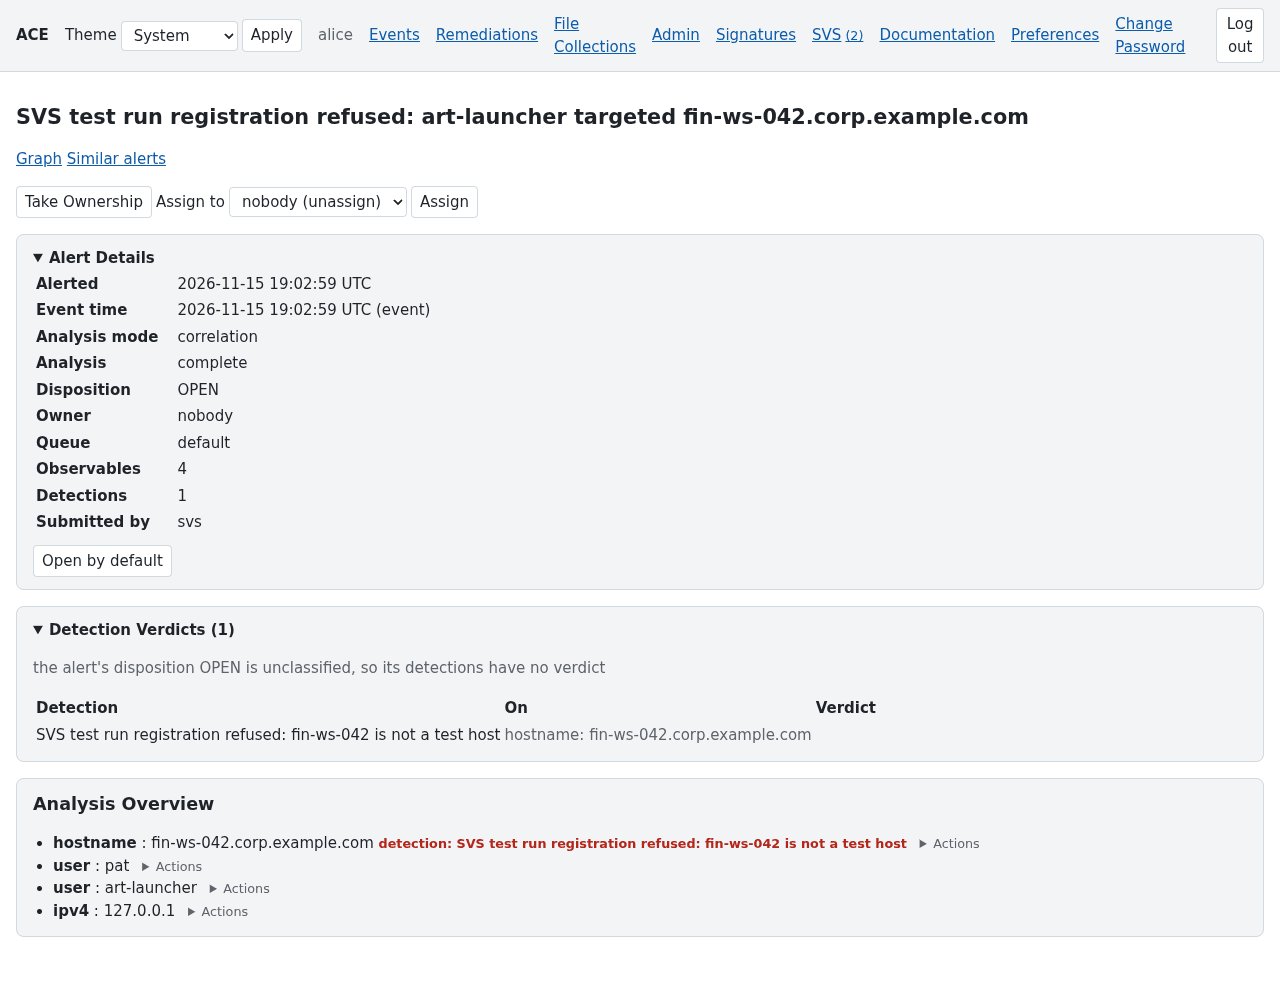 ACE Theme System Apply alice Events Remediations File Collections Admin Signatures SVS (2) Documentation Preferences Change Password Log out
SVS test run registration refused: art-launcher targeted fin-ws-042.corp.example.com
Graph Similar alerts
Take Ownership Assign to nobody (unassign) Assign
▼ Alert Details
Alerted 2026-11-15 19:02:59 UTC
Event time 2026-11-15 19:02:59 UTC (event)
Analysis mode correlation
Analysis complete
Disposition OPEN
Owner nobody
Queue default
Observables 4
Detections 1
Submitted by svs
Open by default
▼ Detection Verdicts (1)
the alert's disposition OPEN is unclassified, so its detections have no verdict
Detection On Verdict
SVS test run registration refused: fin-ws-042 is not a test host hostname: fin-ws-042.corp.example.com
Analysis Overview
• hostname : fin-ws-042.corp.example.com detection: SVS test run registration refused: fin-ws-042 is not a test host ▶ Actions
• user : pat ▶ Actions
• user : art-launcher ▶ Actions
• ipv4 : 127.0.0.1 ▶ Actions